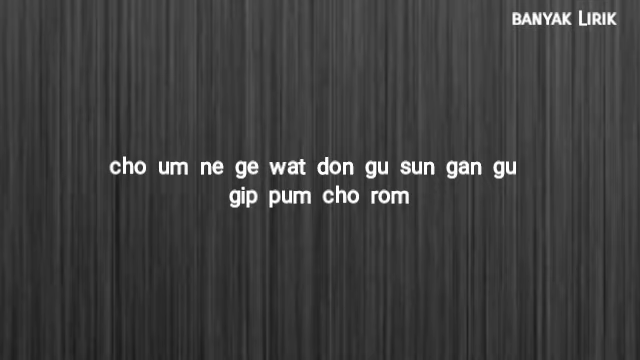 BANYAK LIRIK
cho um ne ge wat don gu sun gan gu
gip pum cho rom